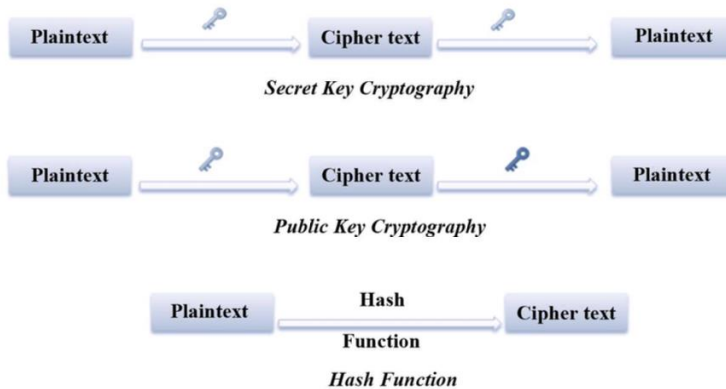 Plaintext Cipher text Plaintext
Secret Key Cryptography
Plaintext Cipher text Plaintext
Public Key Cryptography
Plaintext Hash Cipher text
Function
Hash Function